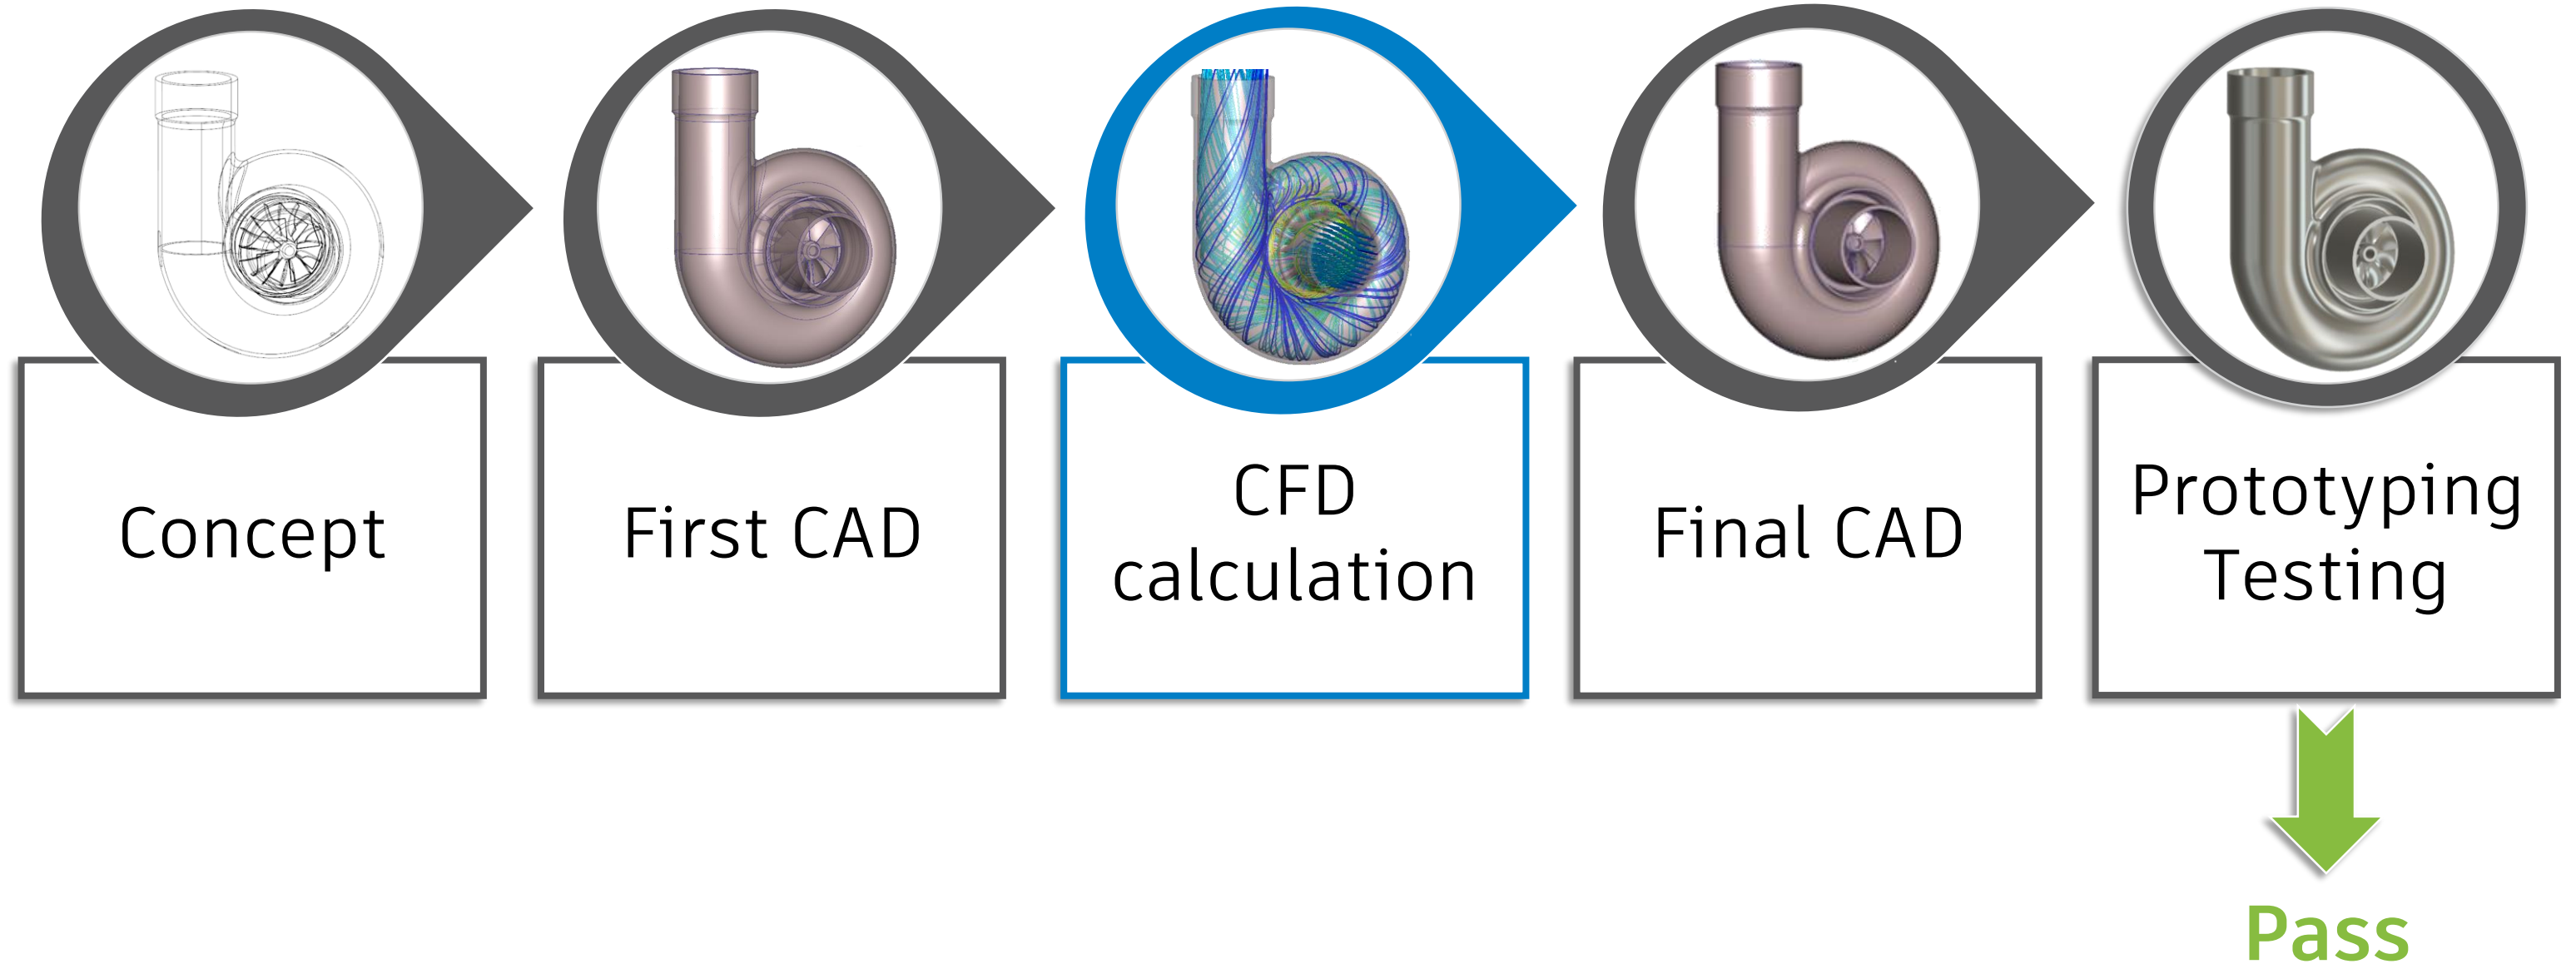 Concept
First CAD
CFD
calculation
Final CAD
Prototyping
Testing
Pass